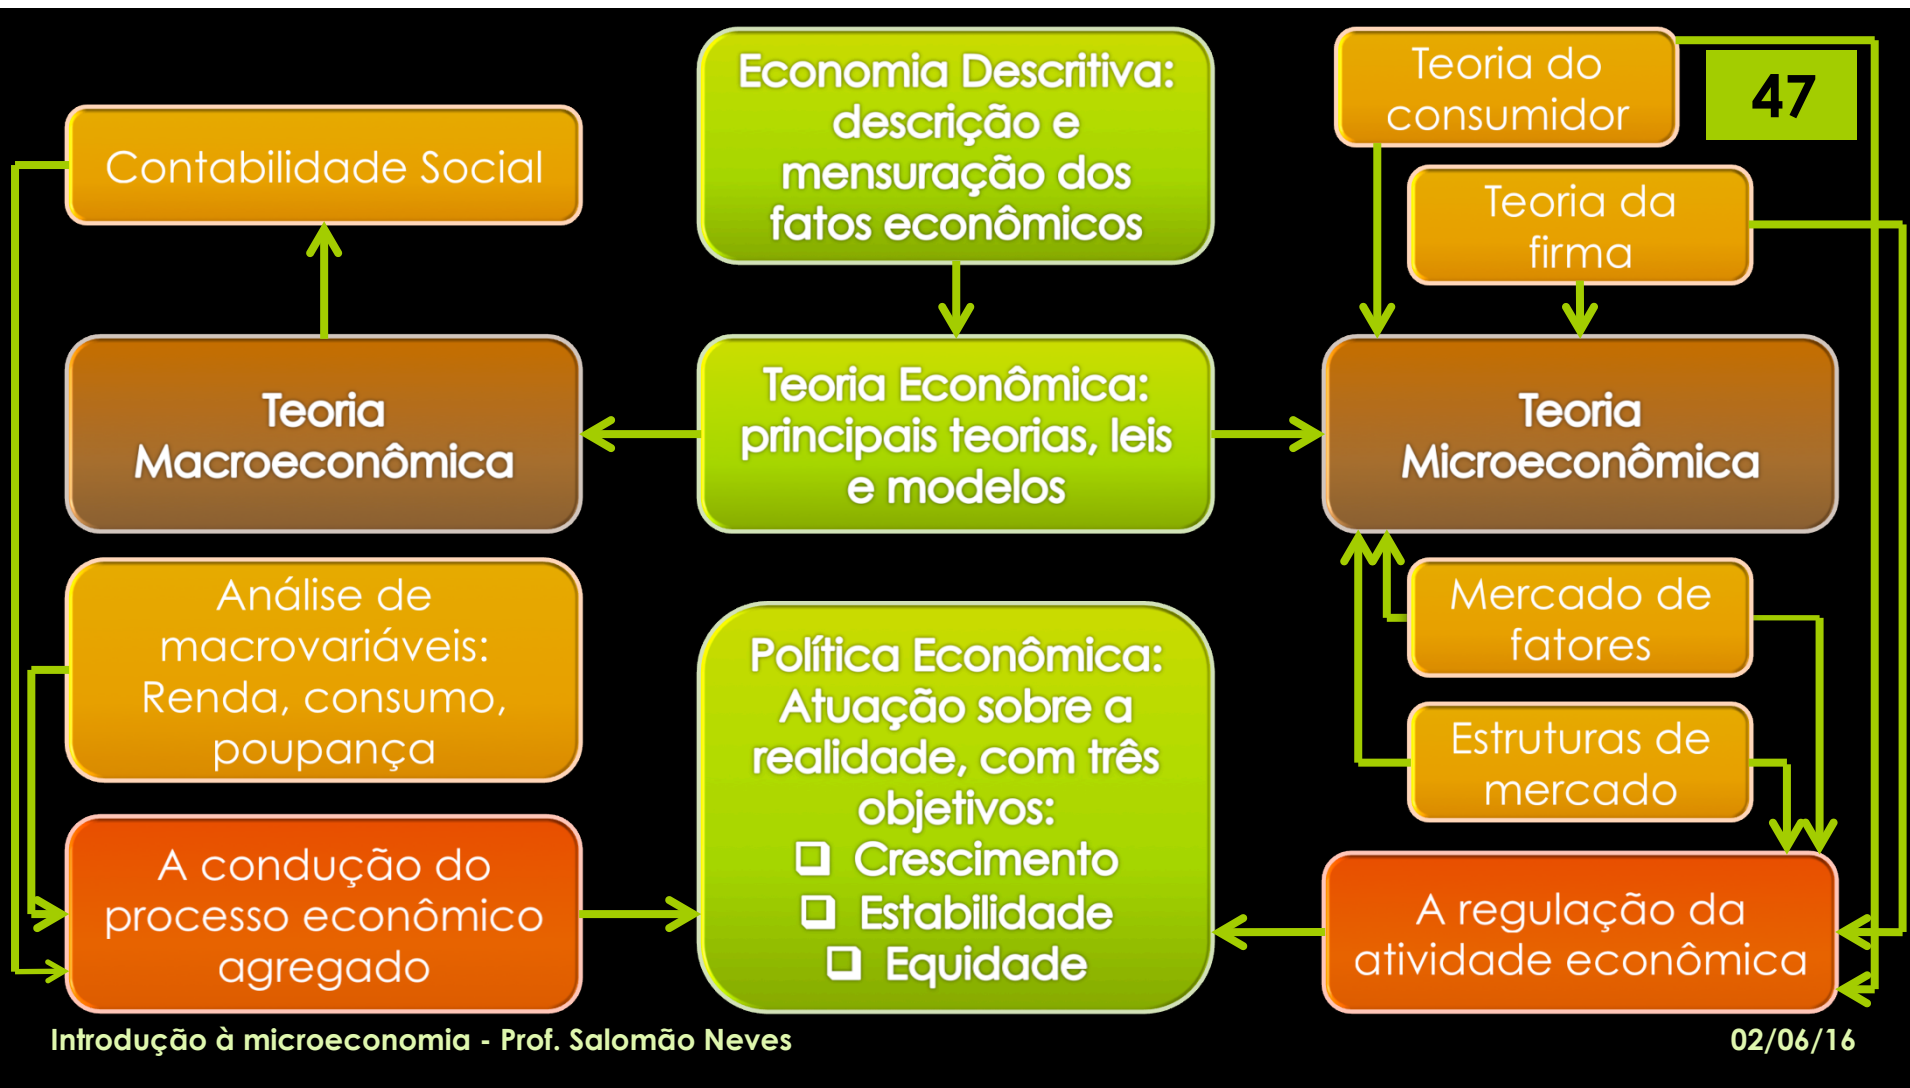 Economia Descritiva:
descrição e
mensuração dos
fatos econômicos
Teoria do
consumidor
47
Contabilidade Social
Teoria da
firma
Teoria
Macroeconômica
Teoria Econômica:
principais teorias, leis
e modelos
Teoria
Microeconômica
Análise de
macrovariáveis:
Renda, consumo,
poupança
Política Econômica:
Atuação sobre a
realidade, com três
objetivos:
❑ Crescimento
❑ Estabilidade
❑ Equidade
Mercado de
fatores
Estruturas de
mercado
A condução do
processo econômico
agregado
A regulação da
atividade econômica
Introdução à microeconomia - Prof. Salomão Neves
02/06/16